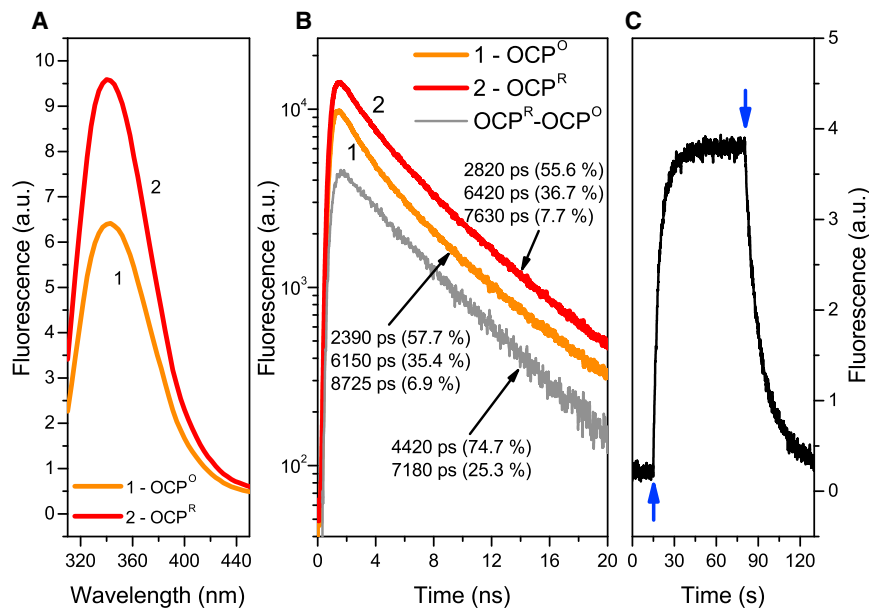 A
10
9
8
7
6
5
4
3
2
1
0
Fluorescence (a.u.)
2
1
1 - OCP^O
2 - OCP^R
320 360 400 440
Wavelength (nm)
B
10^4
10^3
10^2
Fluorescence (a.u.)
1 - OCP^O
2 - OCP^R
OCP^R-OCP^O
2
1
2820 ps (55.6 %)
6420 ps (36.7 %)
7630 ps (7.7 %)
2390 ps (57.7 %)
6150 ps (35.4 %)
8725 ps (6.9 %)
4420 ps (74.7 %)
7180 ps (25.3 %)
0 4 8 12 16 20
Time (ns)
C
5
4
3
2
1
0
Fluorescence (a.u.)
0 30 60 90 120
Time (s)